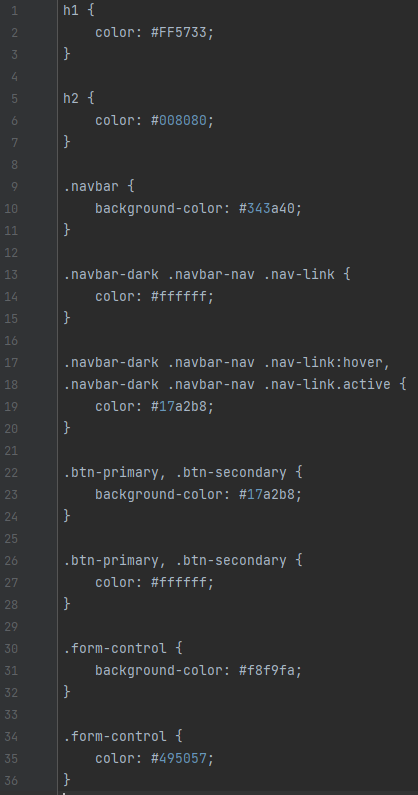 1 h1 {
2     color: #FF5733;
3 }
4
5 h2 {
6     color: #008080;
7 }
8
9 .navbar {
10     background-color: #343a40;
11 }
12
13 .navbar-dark .navbar-nav .nav-link {
14     color: #ffffff;
15 }
16
17 .navbar-dark .navbar-nav .nav-link:hover,
18 .navbar-dark .navbar-nav .nav-link.active {
19     color: #17a2b8;
20 }
21
22 .btn-primary, .btn-secondary {
23     background-color: #17a2b8;
24 }
25
26 .btn-primary, .btn-secondary {
27     color: #ffffff;
28 }
29
30 .form-control {
31     background-color: #f8f9fa;
32 }
33
34 .form-control {
35     color: #495057;
36 }